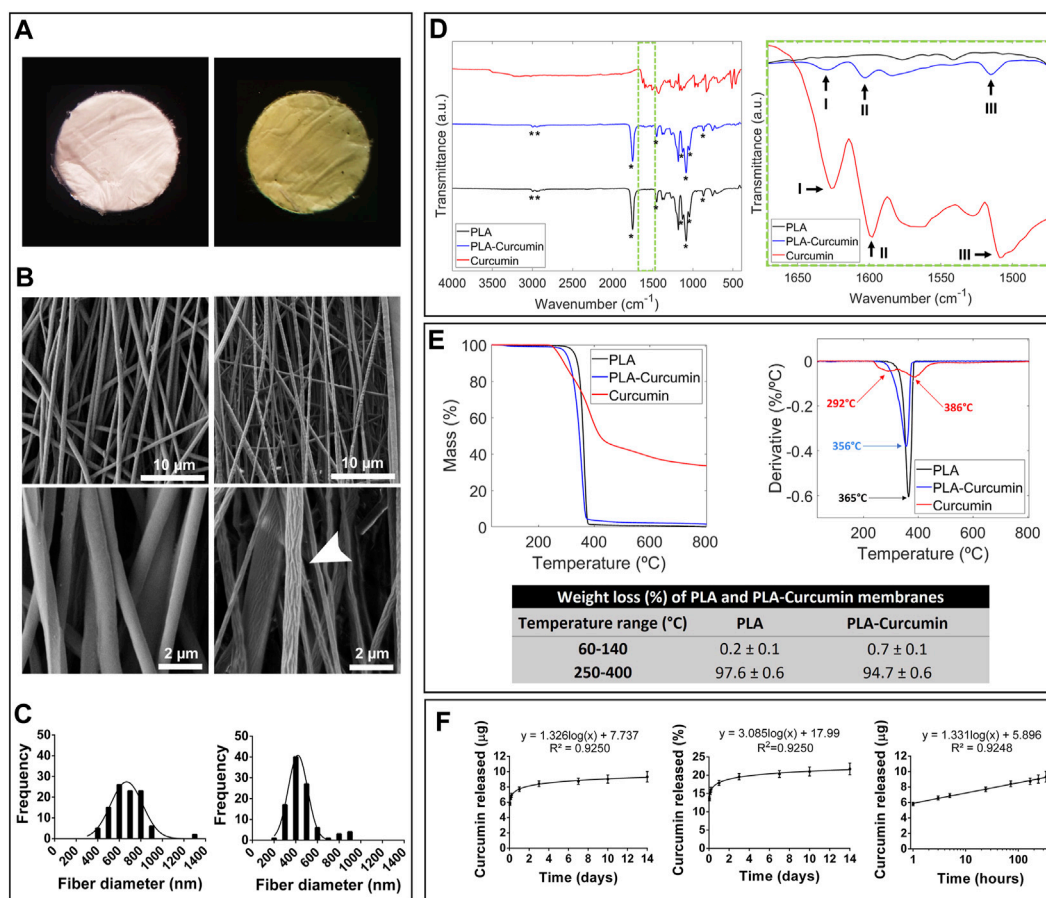 A
B
10 µm
10 µm
2 µm
2 µm
C
Frequency
50
40
30
20
10
0
0
200
400
600
800
1000
1200
1400
Fiber diameter (nm)
Frequency
50
40
30
20
10
0
0
200
400
600
800
1000
1200
1400
Fiber diameter (nm)
D
Transmittance (a.u.)
**
*
*
*
*
*
*
**
*
*
*
*
*
*
PLA
PLA-Curcumin
Curcumin
4000 3500 3000 2500 2000 1500 1000 500
Wavenumber (cm-1)
Transmittance (a.u.)
I
II
III
I
II
III
PLA
PLA-Curcumin
Curcumin
1650 1600 1550 1500
Wavenumber (cm-1)
E
Mass (%)
100
80
60
40
20
0
PLA
PLA-Curcumin
Curcumin
200 400 600 800
Temperature (ºC)
Derivative (%/ºC)
0
-0.2
-0.4
-0.6
292°C
386°C
356°C
365°C
PLA
PLA-Curcumin
Curcumin
200 400 600 800
Temperature (ºC)
Weight loss (%) of PLA and PLA-Curcumin membranes
Temperature range (°C) PLA PLA-Curcumin
60-140 0.2 ± 0.1 0.7 ± 0.1
250-400 97.6 ± 0.6 94.7 ± 0.6
F
y = 1.326log(x) + 7.737
R² = 0.9250
Curcumin released (µg)
12
10
8
6
4
2
0
0 2 4 6 8 10 12 14
Time (days)
y = 3.085log(x) + 17.99
R²=0.9250
Curcumin released (%)
25
20
15
10
5
0
0 2 4 6 8 10 12 14
Time (days)
y = 1.331log(x) + 5.896
R² = 0.9248
Curcumin released (µg)
12
10
8
6
4
2
0
1 10 100
Time (hours)